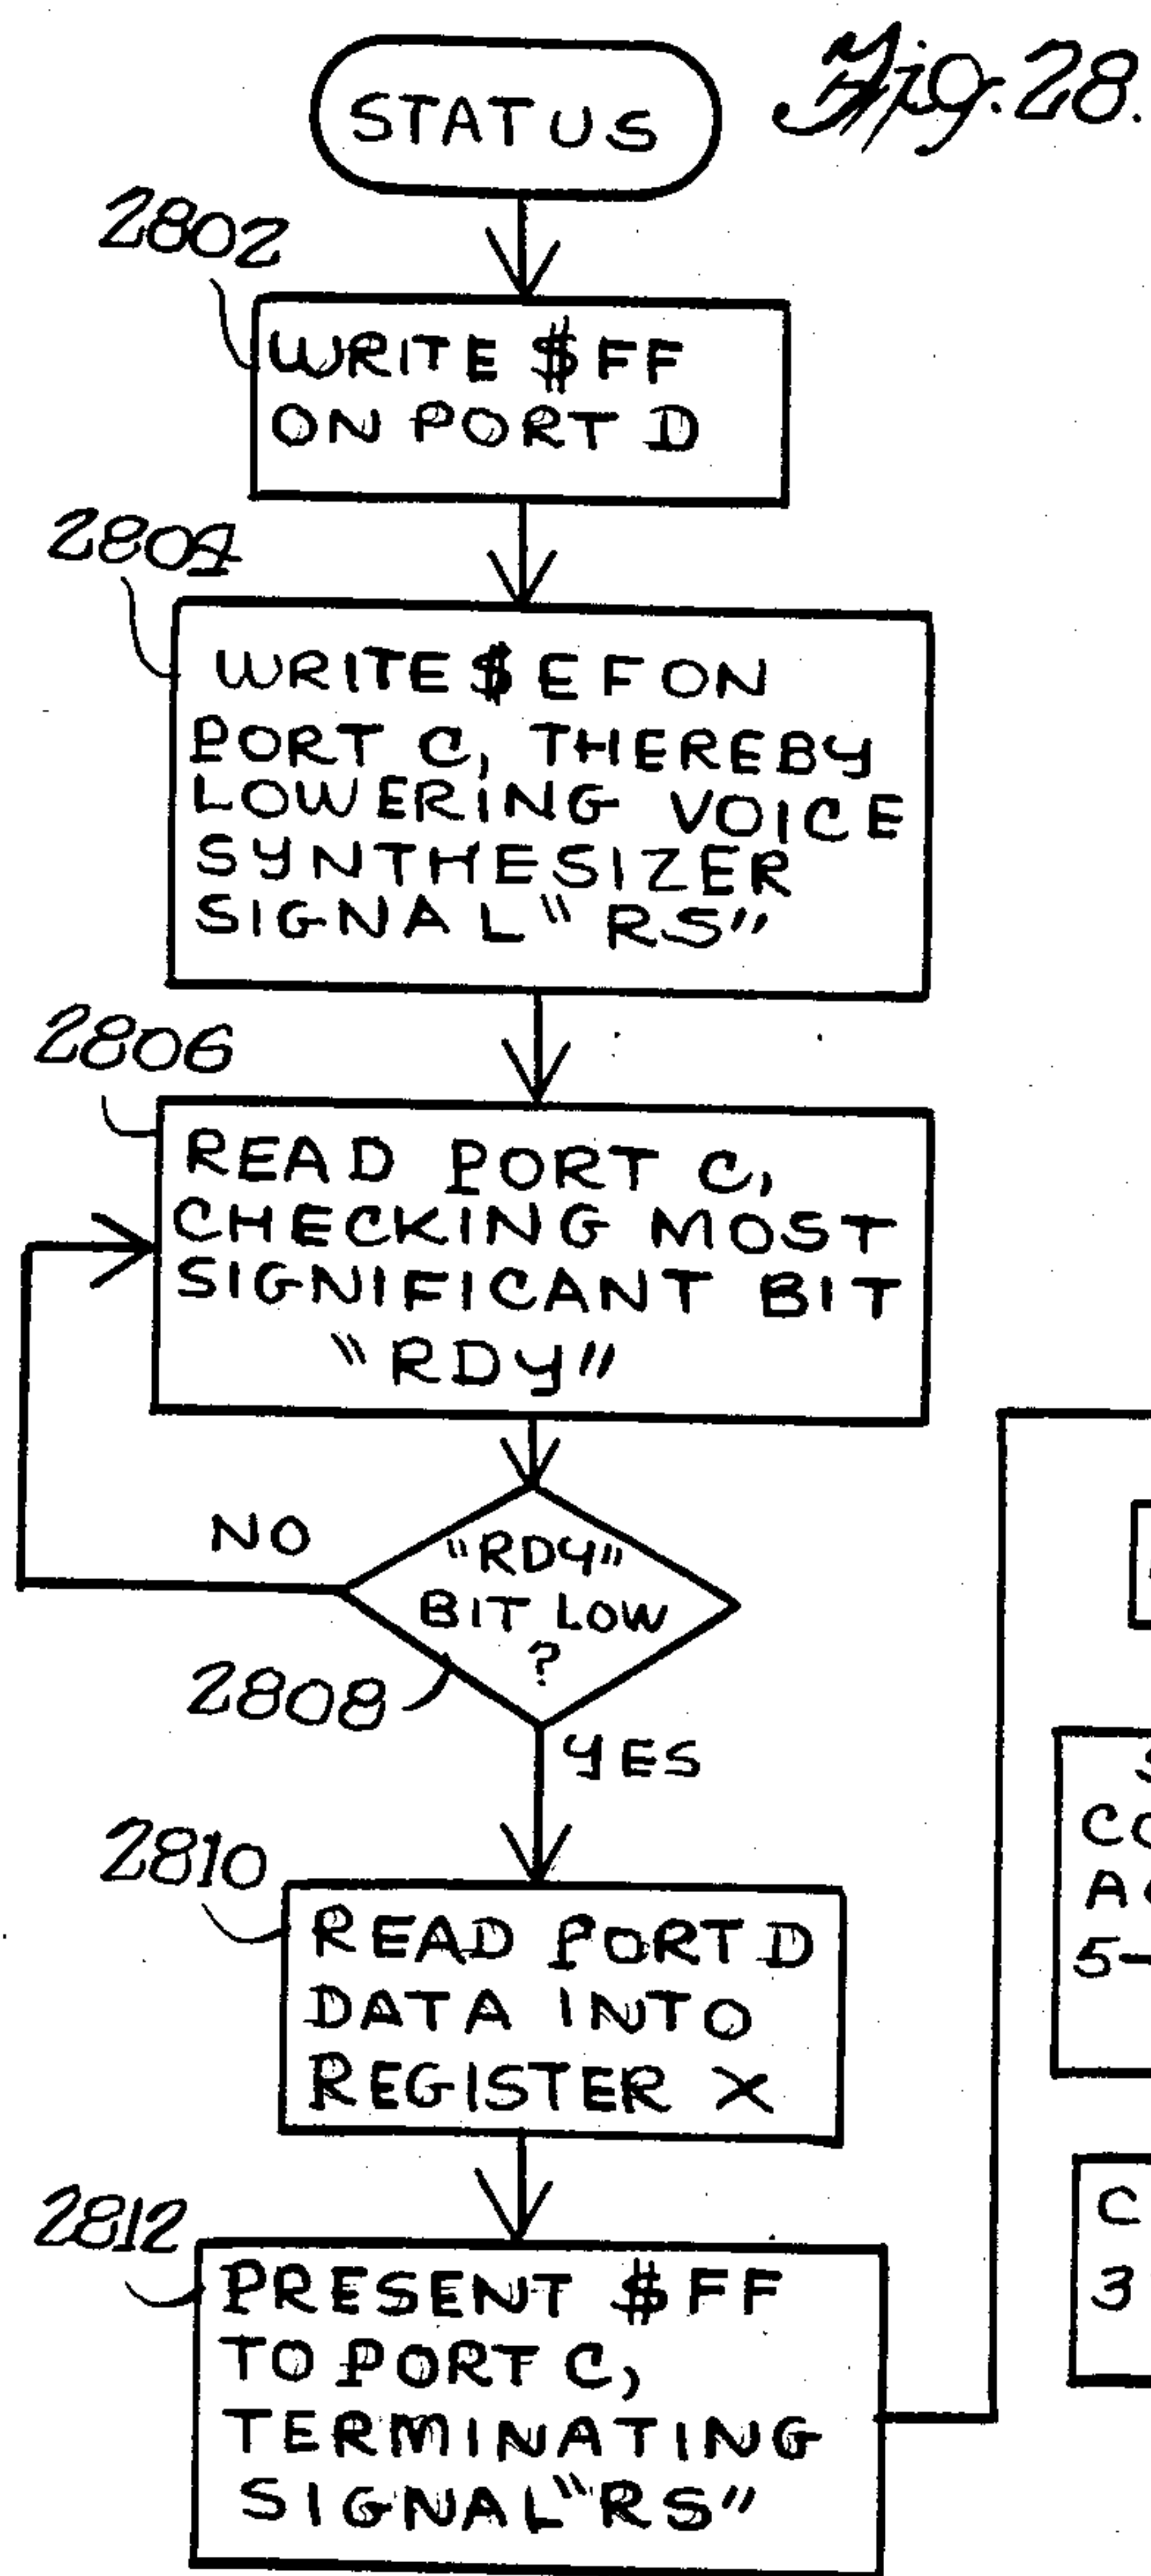 Fig. 28.
STATUS
2802
WRITE $FF
ON PORT D
2804
WRITE $EF ON
PORT C, THEREBY
LOWERING VOICE
SYNTHESIZER
SIGNAL "RS"
2806
READ PORT C,
CHECKING MOST
SIGNIFICANT BIT
"RDY"
NO
"RDY"
BIT LOW
?
2808
YES
2810
READ PORT D
DATA INTO
REGISTER X
2812
PRESENT $FF
TO PORT C,
TERMINATING
SIGNAL "RS"
C
3